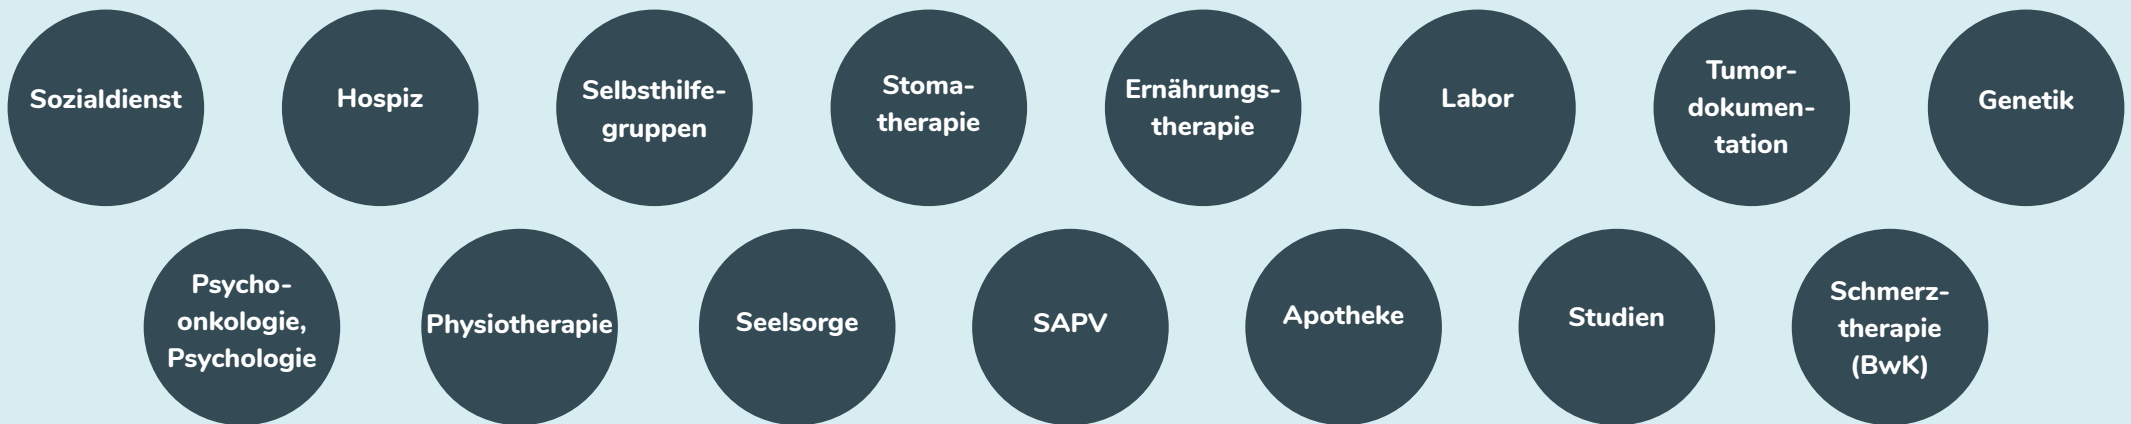 Sozialdienst
Hospiz
Selbsthilfe-
gruppen
Stoma-
therapie
Ernährungs-
therapie
Labor
Tumor-
dokumen-
tation
Genetik
Psycho-
onkologie,
Psychologie
Physiotherapie
Seelsorge
SAPV
Apotheke
Studien
Schmerz-
therapie
(BwK)